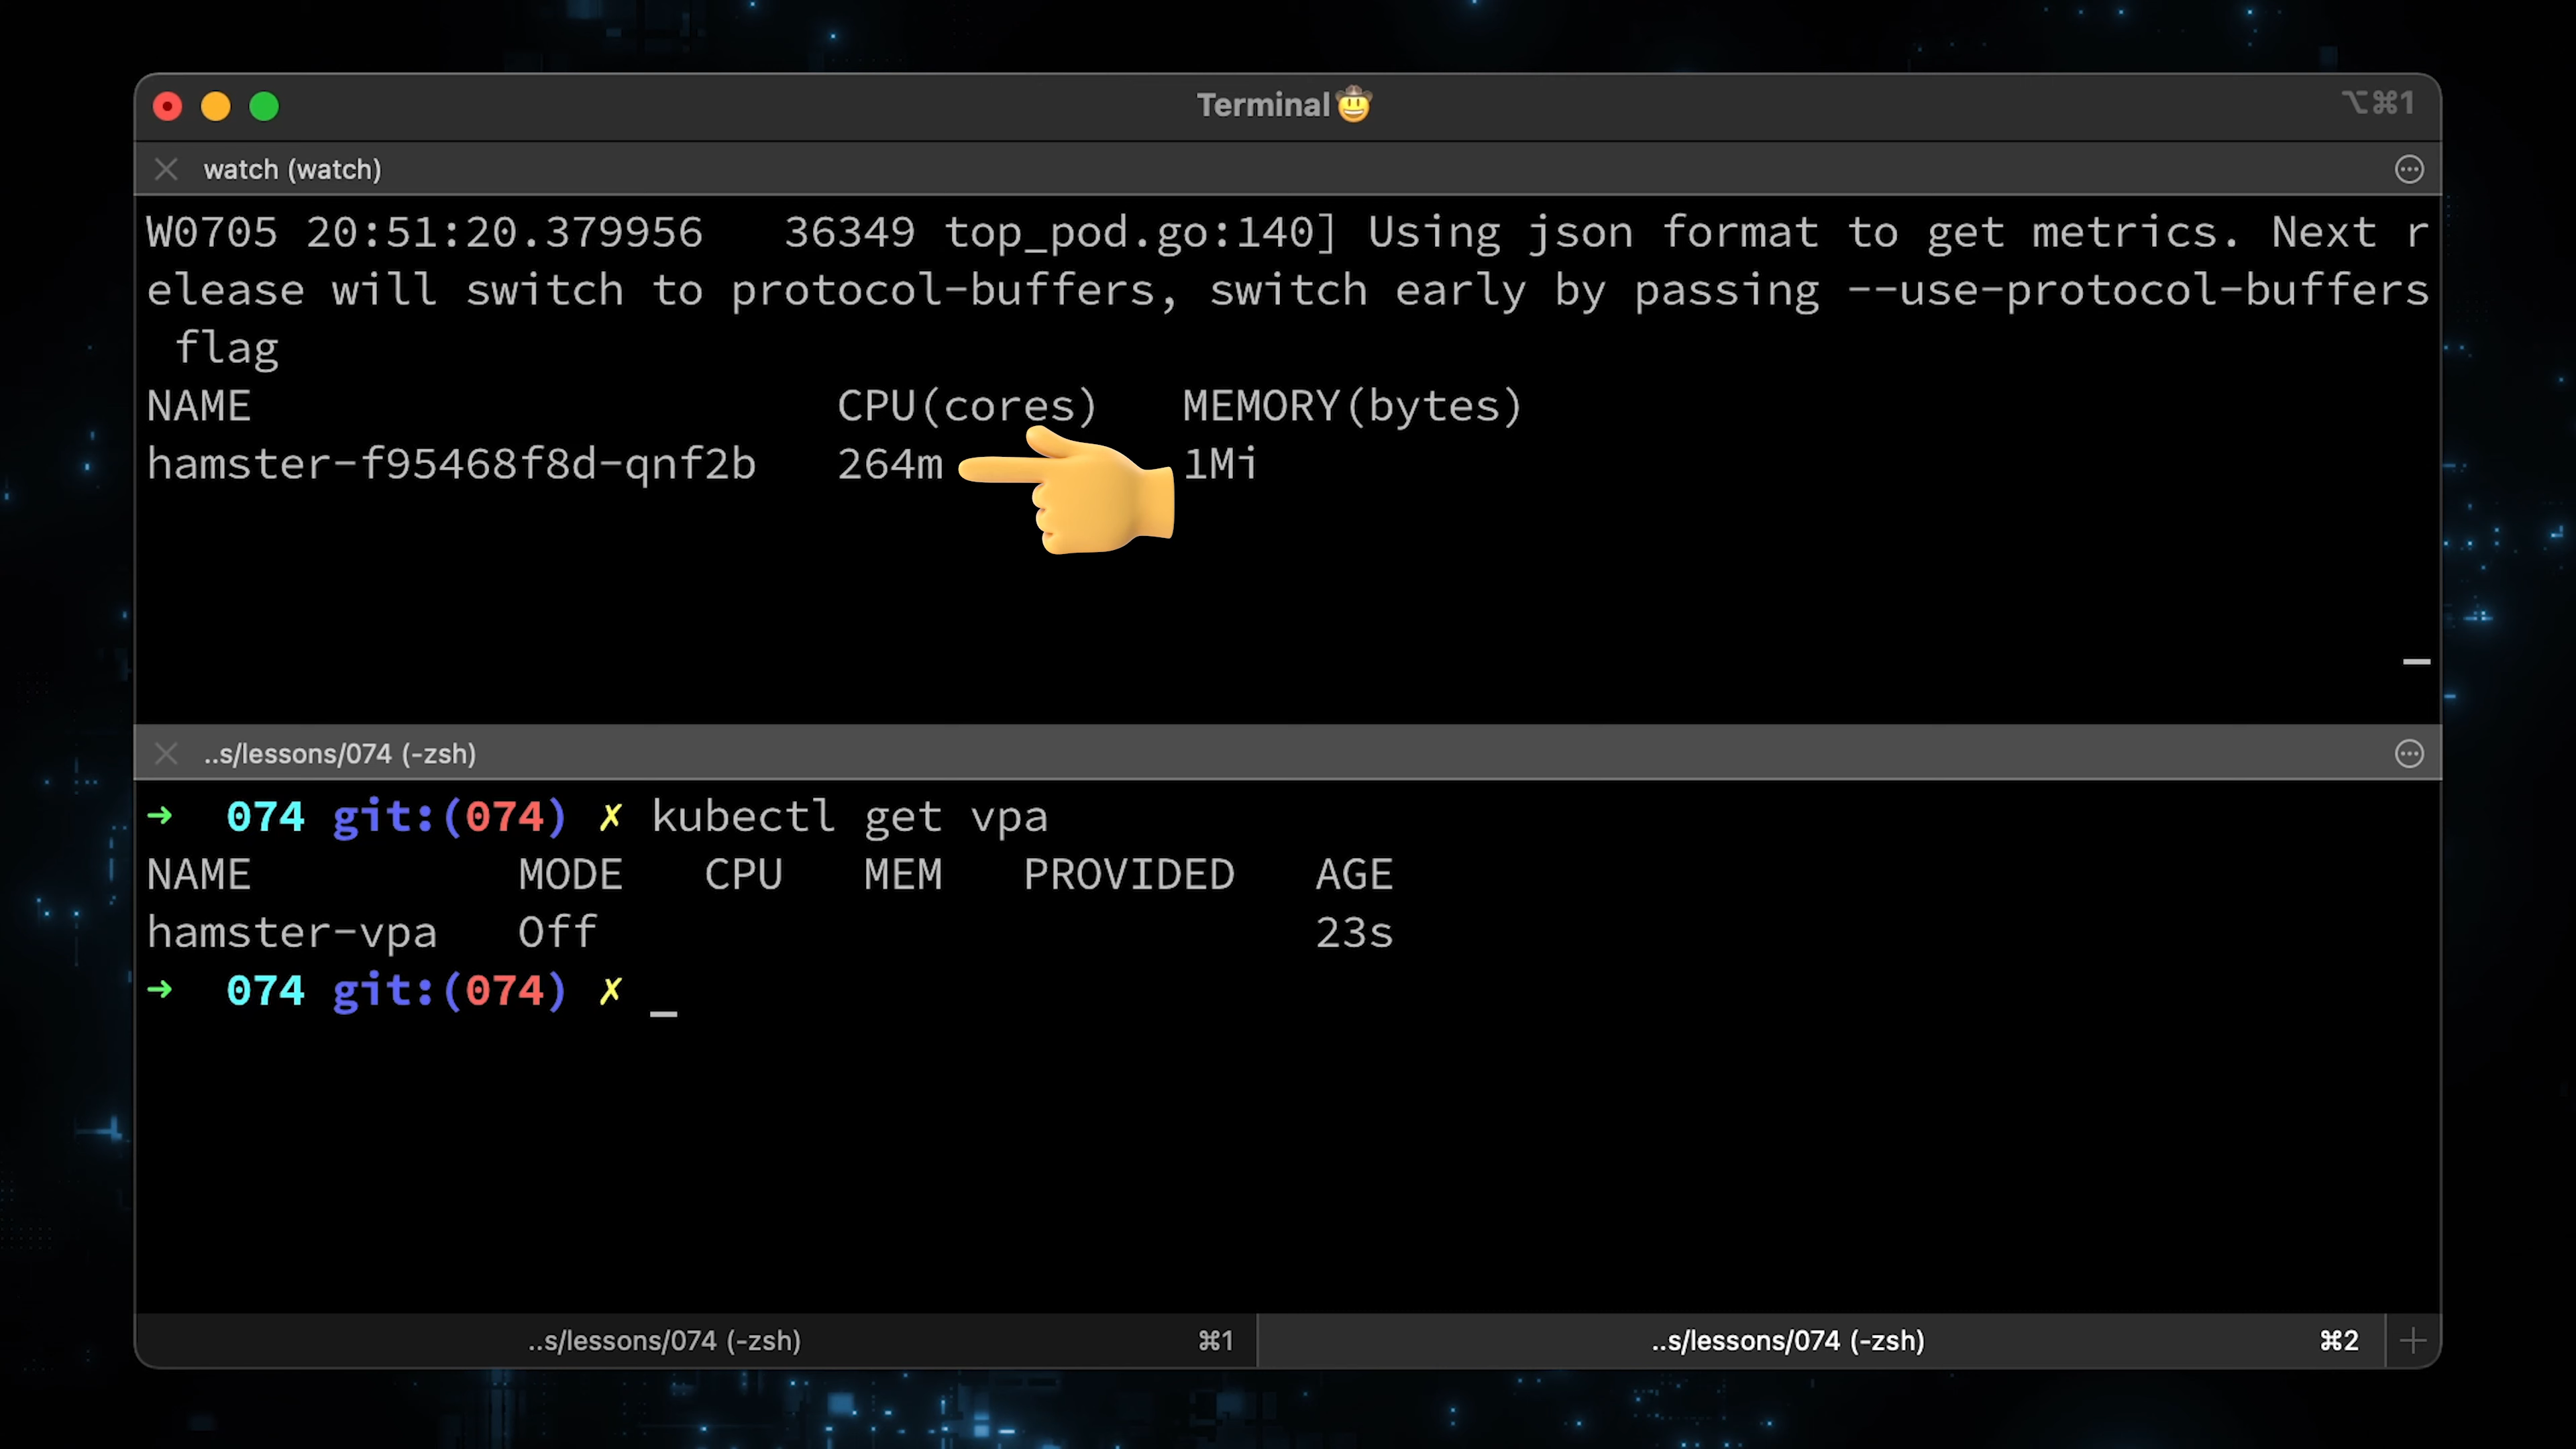 Terminal🤠
⌥⌘1
watch (watch)
W0705 20:51:20.379956   36349 top_pod.go:140] Using json format to get metrics. Next r
elease will switch to protocol-buffers, switch early by passing --use-protocol-buffers
 flag
NAME                      CPU(cores)   MEMORY(bytes)
hamster-f95468f8d-qnf2b   264m         1Mi
..s/lessons/074 (-zsh)
➜  074 git:(074) ✗ kubectl get vpa
NAME          MODE   CPU   MEM   PROVIDED   AGE
hamster-vpa   Off                           23s
➜  074 git:(074) ✗ _
..s/lessons/074 (-zsh) ⌘1
..s/lessons/074 (-zsh) ⌘2